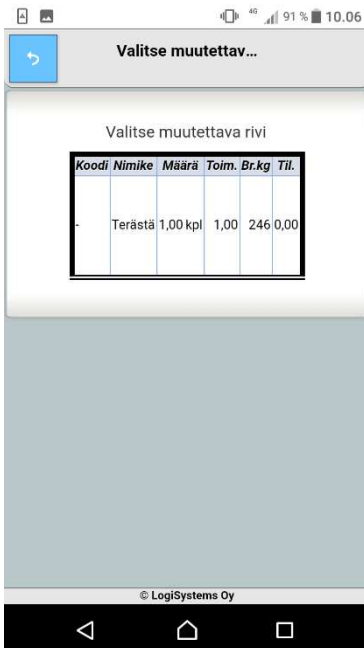 4G 91 % 10.06
Valitse muutettav...
Valitse muutettava rivi
Koodi Nimike Määrä Toim. Br.kg Til.
- Terästä 1,00 kpl 1,00 246 0,00
© LogiSystems Oy